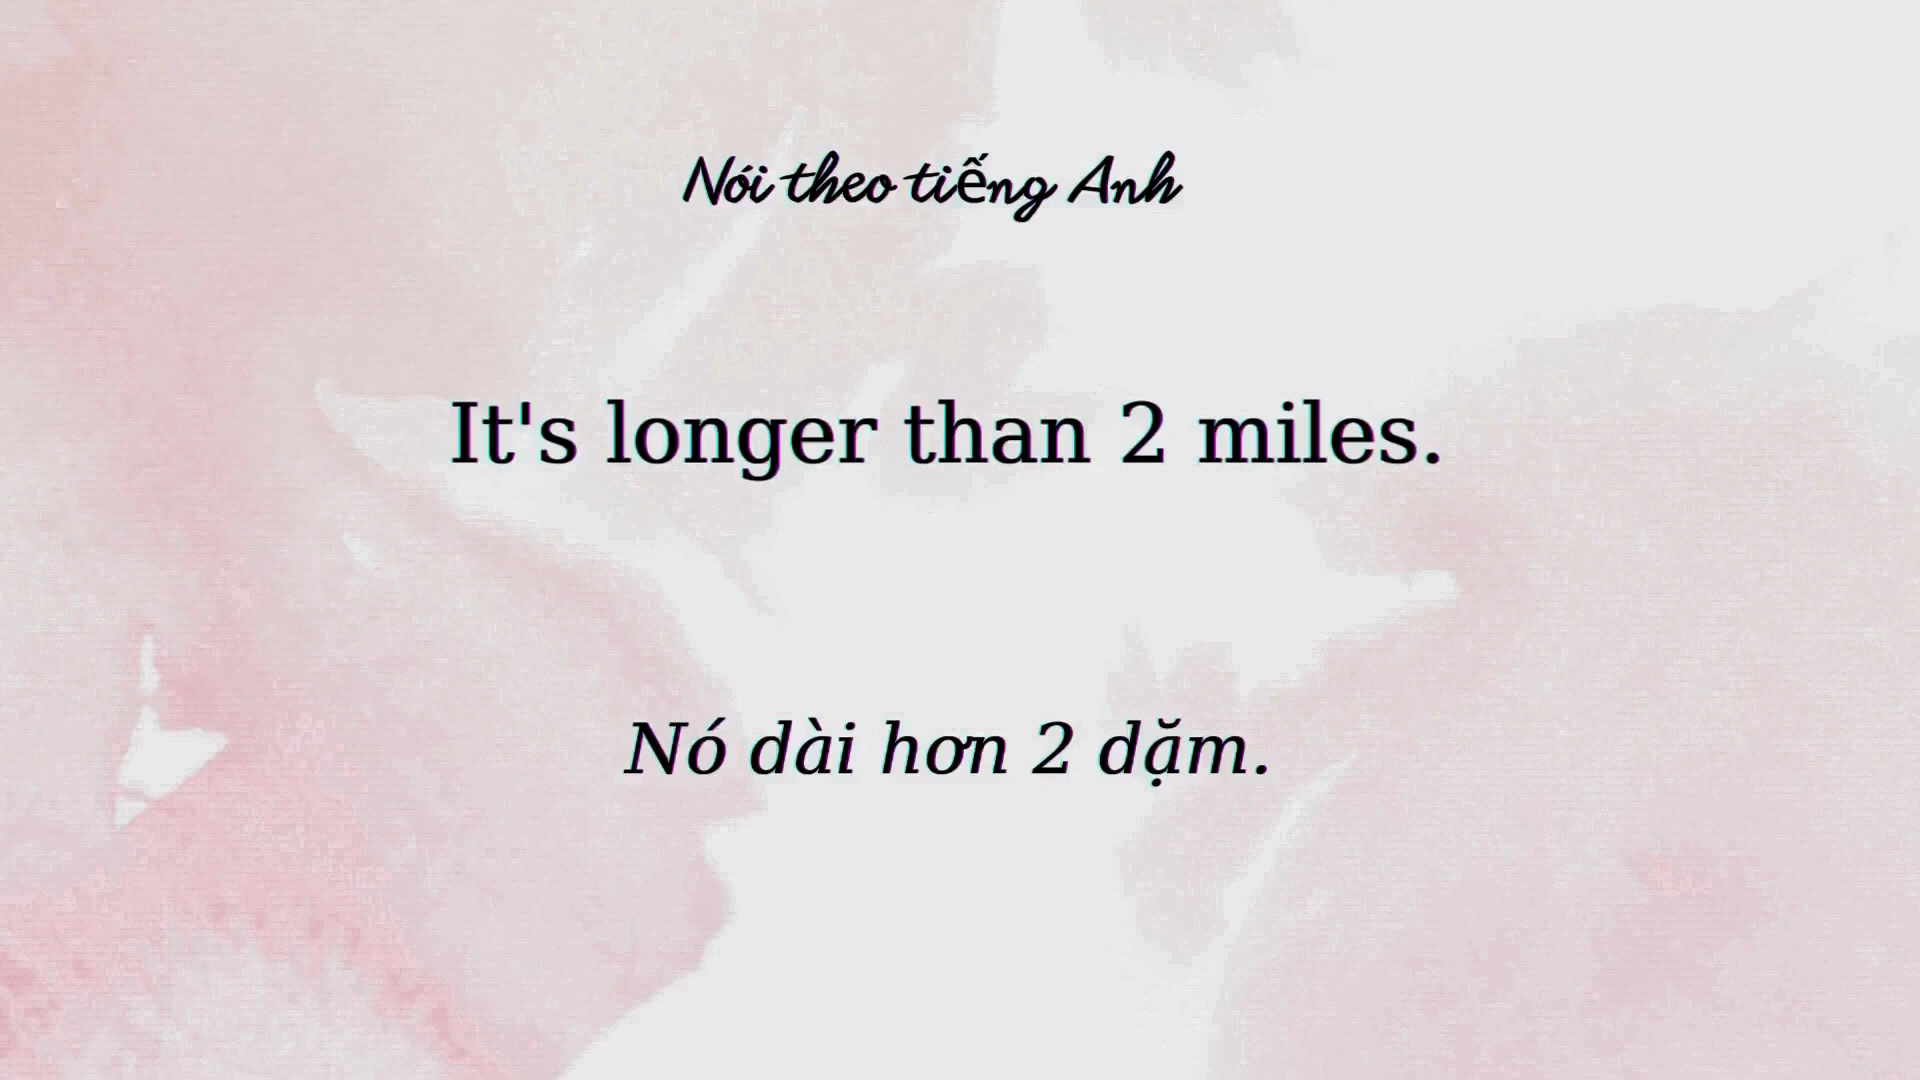 Nói theo tiếng Anh
It's longer than 2 miles.
Nó dài hơn 2 dặm.